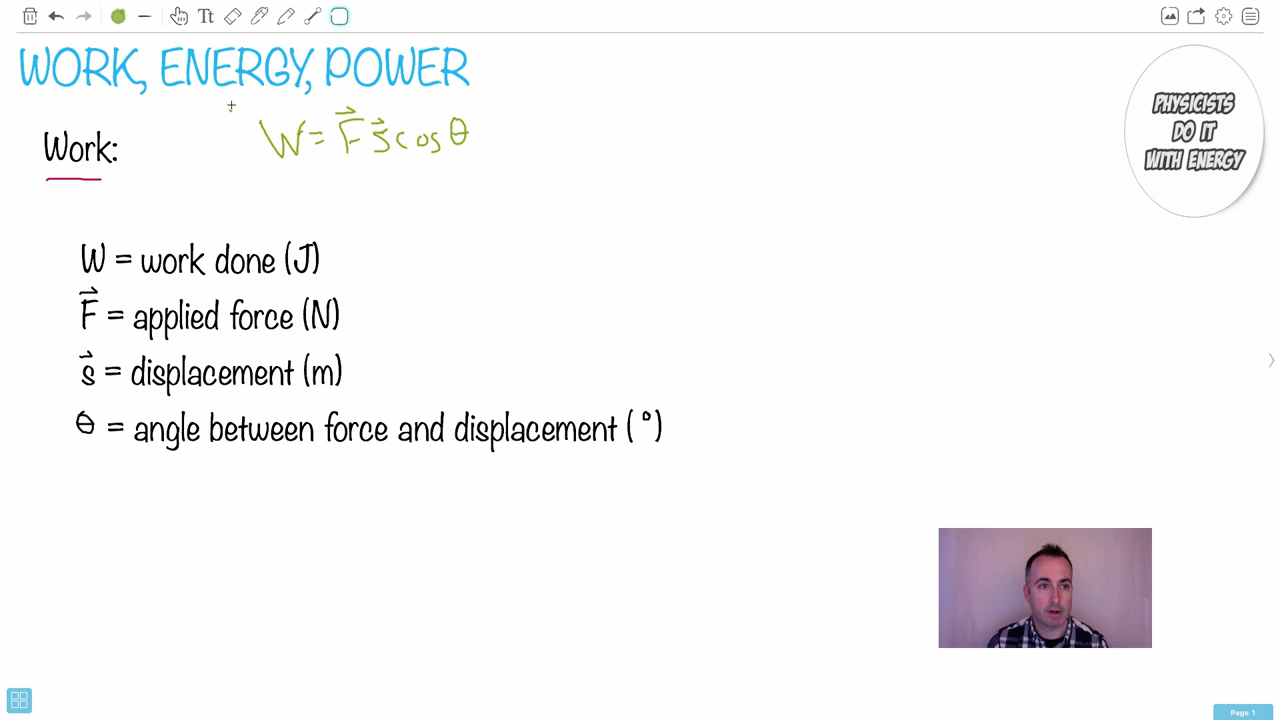 Tt
WORK, ENERGY, POWER
PHYSICISTS
DO IT
WITH ENERGY
Work:
W = F⃗ s⃗ cos θ
W = work done (J)
F⃗ = applied force (N)
s⃗ = displacement (m)
θ = angle between force and displacement (°)
Page 1